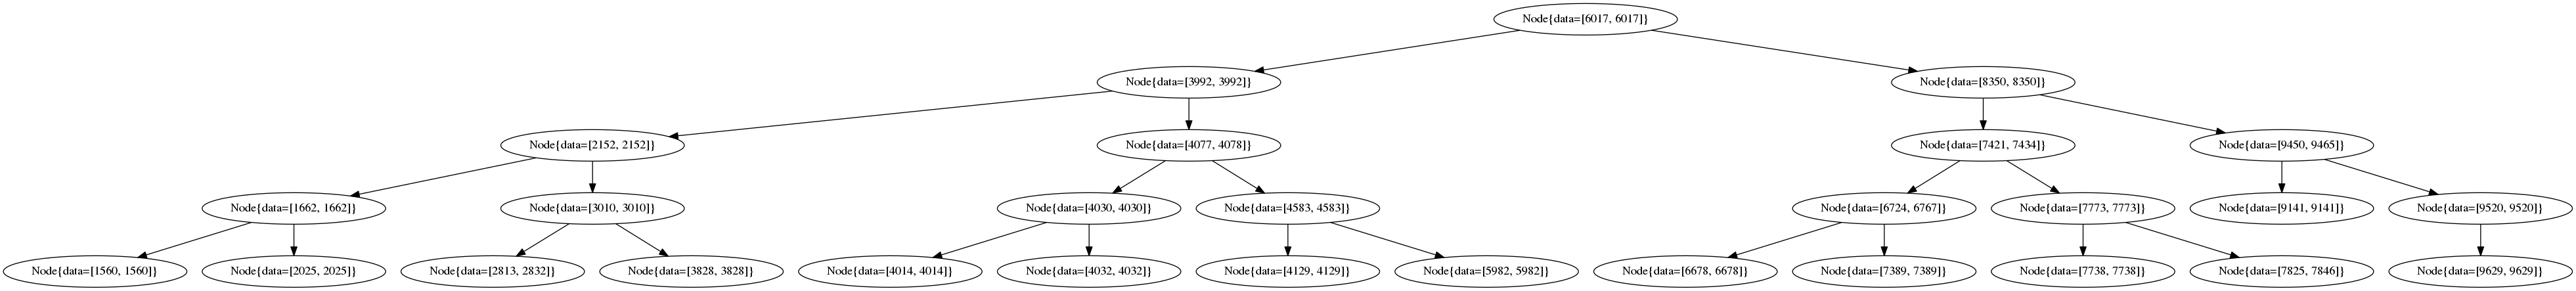 Node{data=[6017, 6017]}
Node{data=[3992, 3992]}
Node{data=[8350, 8350]}
Node{data=[2152, 2152]}
Node{data=[4077, 4078]}
Node{data=[7421, 7434]}
Node{data=[9450, 9465]}
Node{data=[1662, 1662]}
Node{data=[3010, 3010]}
Node{data=[4030, 4030]}
Node{data=[4583, 4583]}
Node{data=[6724, 6767]}
Node{data=[7773, 7773]}
Node{data=[9141, 9141]}
Node{data=[9520, 9520]}
Node{data=[1560, 1560]}
Node{data=[2025, 2025]}
Node{data=[2813, 2832]}
Node{data=[3828, 3828]}
Node{data=[4014, 4014]}
Node{data=[4032, 4032]}
Node{data=[4129, 4129]}
Node{data=[5982, 5982]}
Node{data=[6678, 6678]}
Node{data=[7389, 7389]}
Node{data=[7738, 7738]}
Node{data=[7825, 7846]}
Node{data=[9629, 9629]}